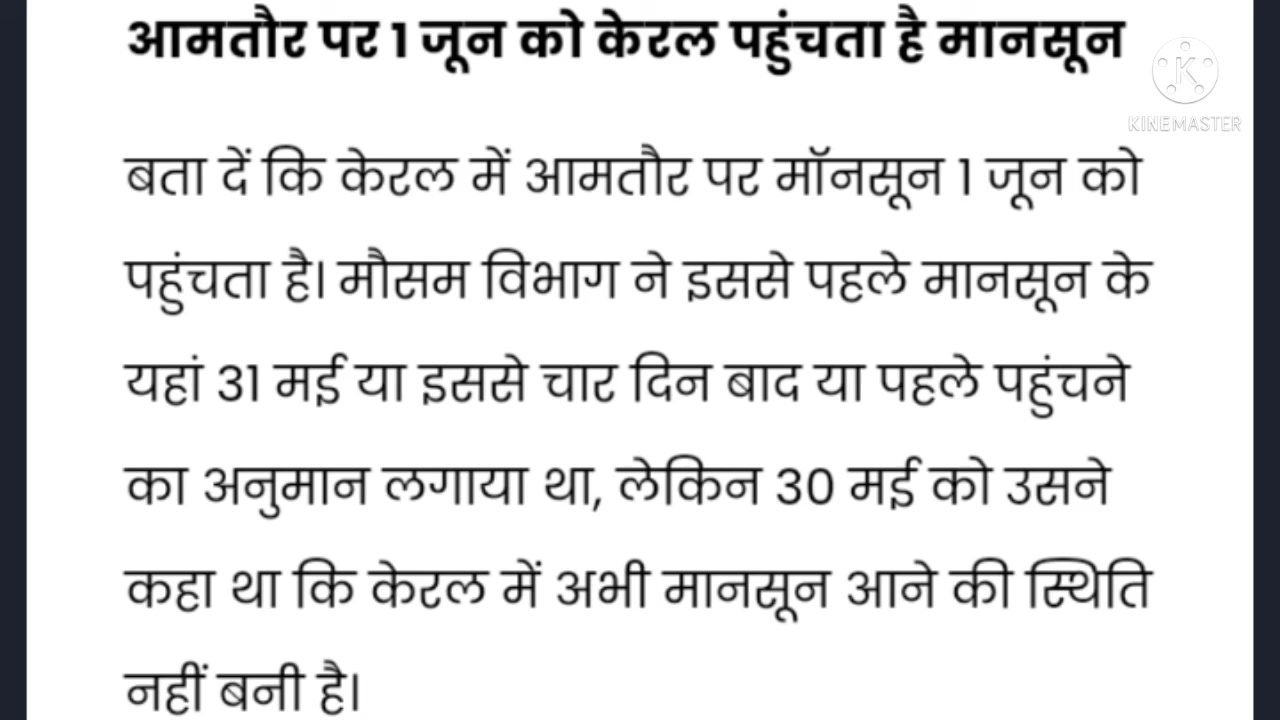 आमतौर पर 1 जून को केरल पहुंचता है मानसून
KINEMASTER
बता दें कि केरल में आमतौर पर मॉनसून 1 जून को
पहुंचता है। मौसम विभाग ने इससे पहले मानसून के
यहां 31 मई या इससे चार दिन बाद या पहले पहुंचने
का अनुमान लगाया था, लेकिन 30 मई को उसने
कहा था कि केरल में अभी मानसून आने की स्थिति
नहीं बनी है।